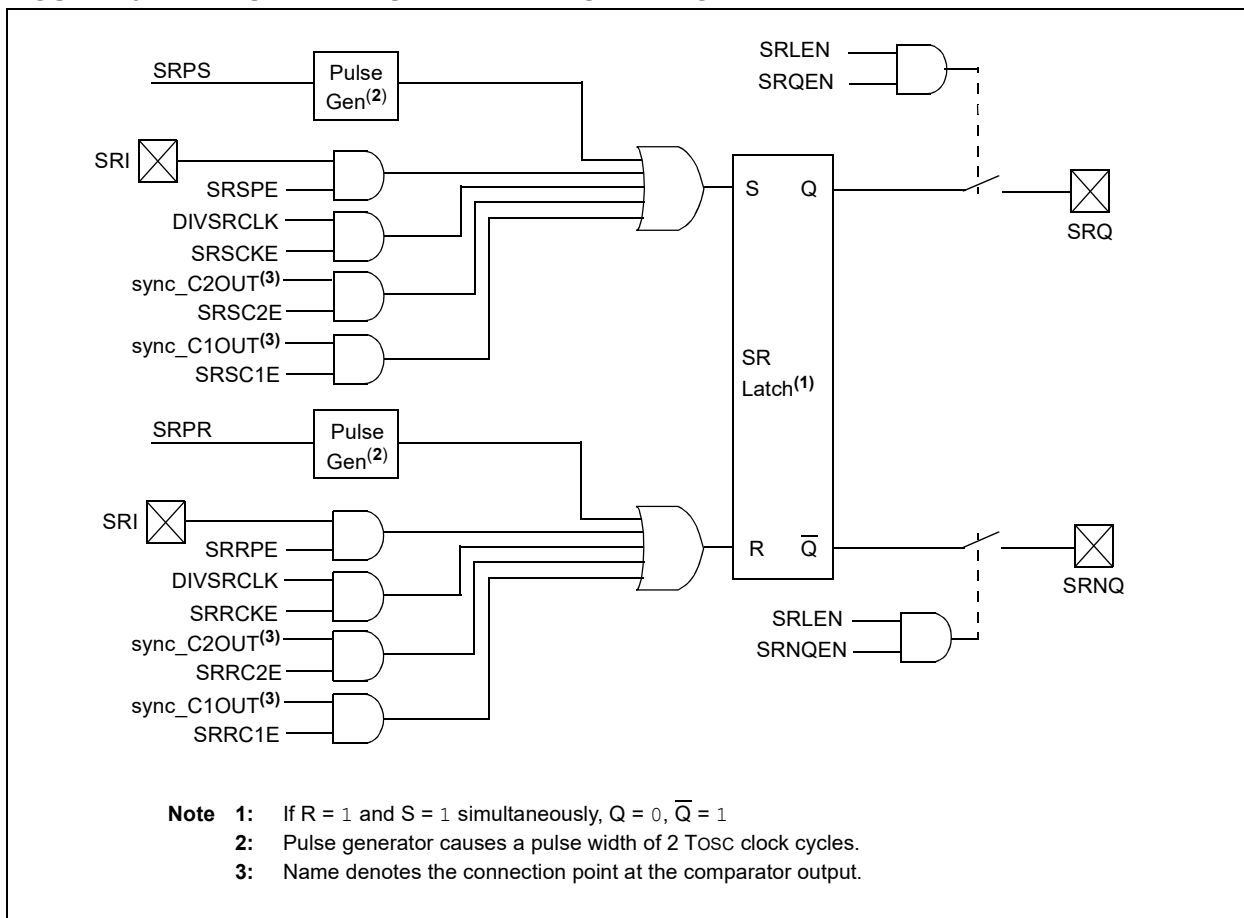 SRPS
Pulse
Gen(2)
SRLEN
SRQEN
SRI
SRSPE
DIVSRCLK
SRSCKE
sync_C2OUT(3)
SRSC2E
sync_C1OUT(3)
SRSC1E
S Q
SRQ
SR
Latch(1)
SRPR
Pulse
Gen(2)
SRI
SRRPE
DIVSRCLK
SRRCKE
sync_C2OUT(3)
SRRC2E
sync_C1OUT(3)
SRRC1E
R Q̅
SRNQ
SRLEN
SRNQEN
Note 1: If R = 1 and S = 1 simultaneously, Q = 0, Q̅ = 1
2: Pulse generator causes a pulse width of 2 TOSC clock cycles.
3: Name denotes the connection point at the comparator output.